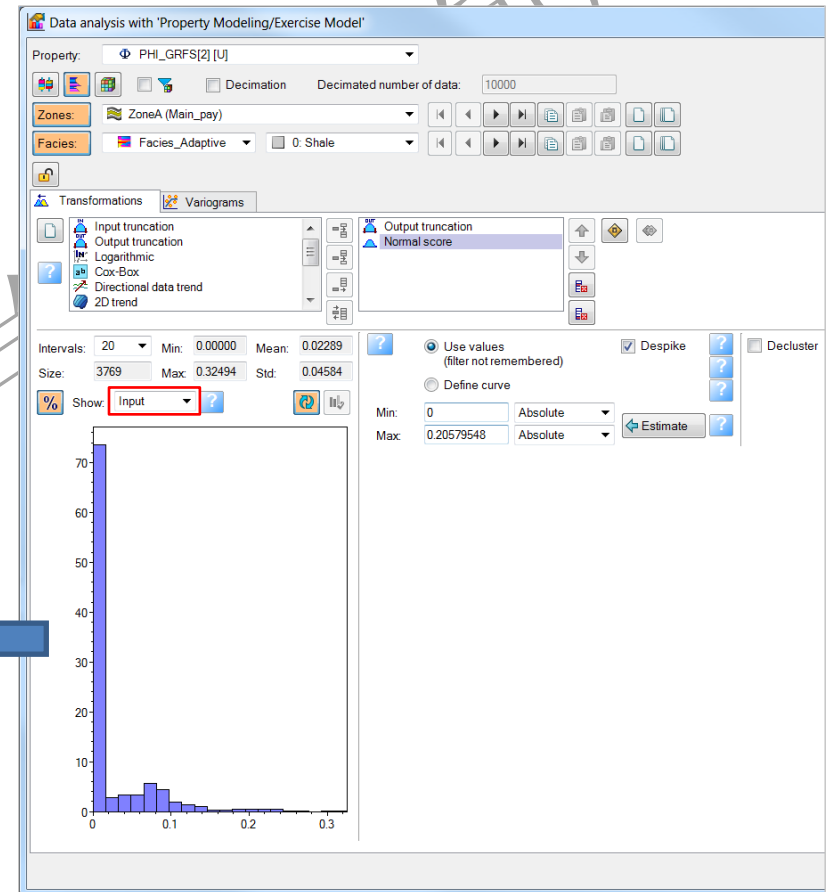 Data analysis with 'Property Modeling/Exercise Model'
Property: Φ PHI_GRFS[2] [U]
Decimation Decimated number of data: 10000
Zones: ZoneA (Main_pay)
Facies: Facies_Adaptive 0: Shale
Transformations Variograms
Input truncation
Output truncation
Logarithmic
Cox-Box
Directional data trend
2D trend
Output truncation
Normal score
Intervals: 20 Min: 0.00000 Mean: 0.02289
Size: 3769 Max: 0.32494 Std: 0.04584
% Show: Input ?
? Use values
(filter not remembered)
Define curve
Despike ? Decluster
Min: 0 Absolute
Max: 0.20579548 Absolute
Estimate ?
70
60
50
40
30
20
10
0
0 0.1 0.2 0.3